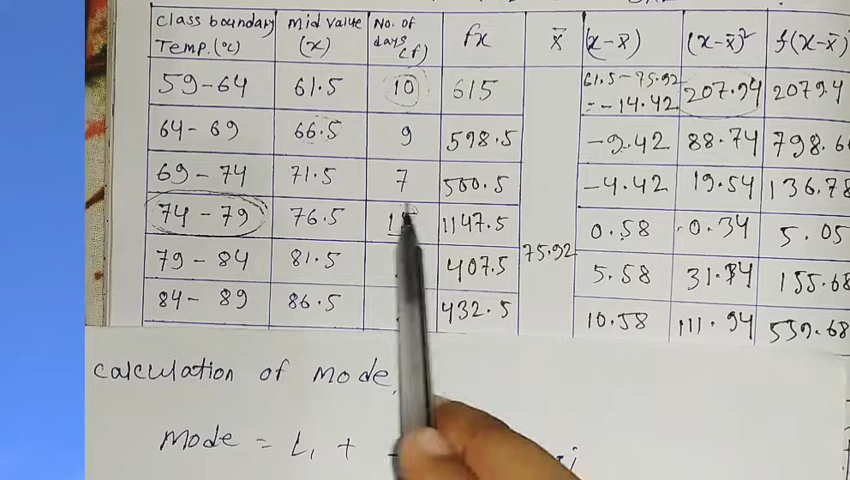 class boundary Temp. (°c) | mid value (x) | No. of days (f) | fx | x̄ | (x-x̄) | (x-x̄)² | f(x-x̄)
59-64 | 61.5 | 10 | 615 | 61.5-75.92 = -14.42 | 207.94 | 20794
64-69 | 66.5 | 9 | 598.5 | -9.42 | 88.74 | 798.6
69-74 | 71.5 | 7 | 500.5 | -4.42 | 19.54 | 136.78
74-79 | 76.5 | 1147.5 | 0.58 | 0.34 | 5.05
79-84 | 81.5 | 407.5 | 75.92 | 5.58 | 155.68
84-89 | 86.5 | 432.5 | 10.58 | 111.94 | 559.68
calculation of mode,
mode = L₁ +